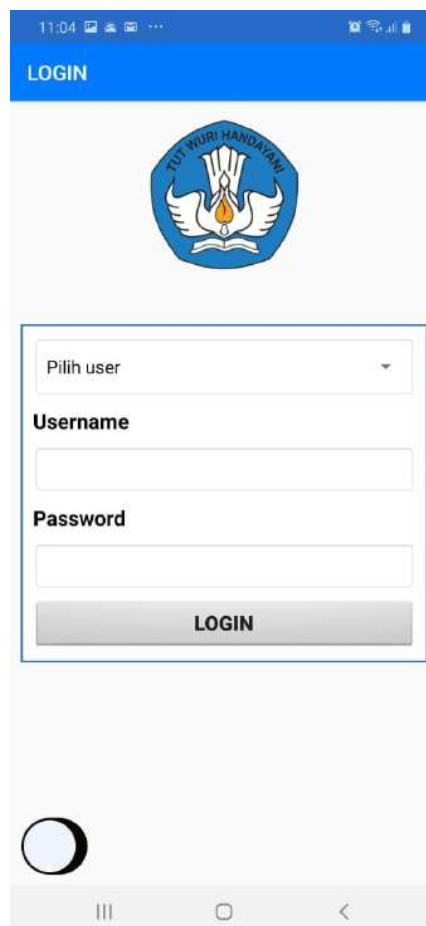 11:04
LOGIN
TUT WURI HANDAYANI
Pilih user
Username
Password
LOGIN